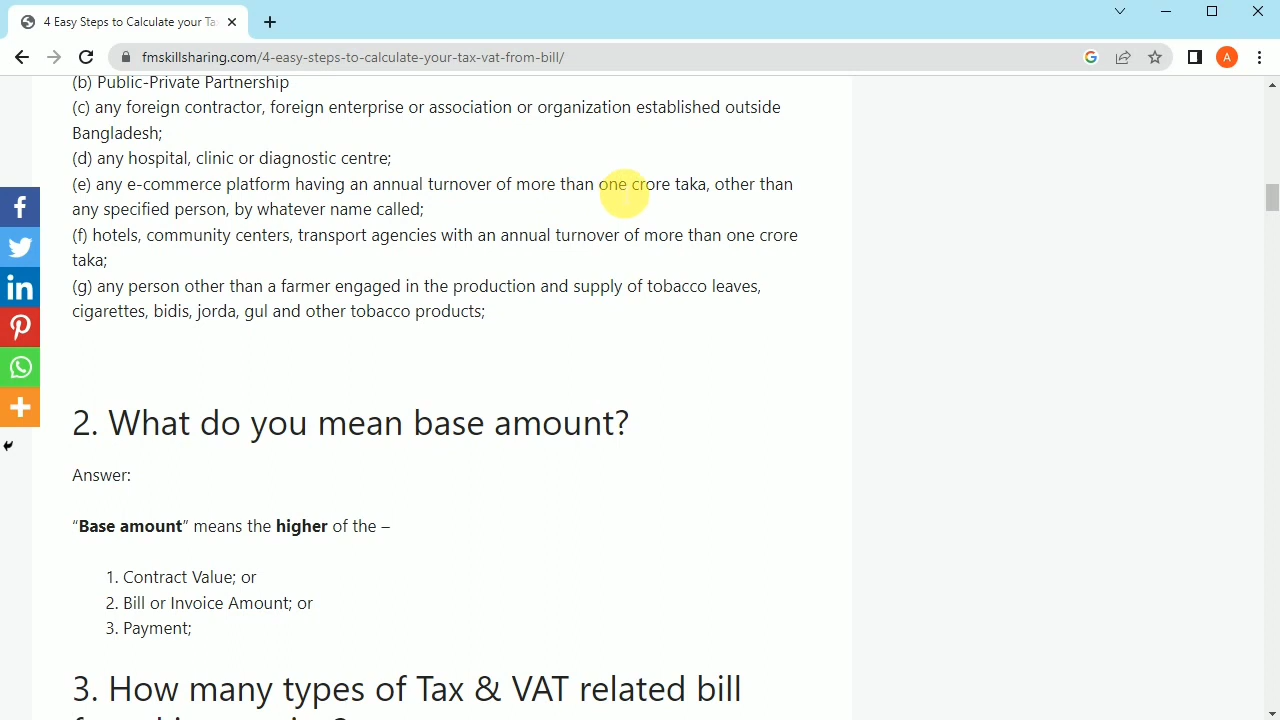 4 Easy Steps to Calculate your Ta
fmskillsharing.com/4-easy-steps-to-calculate-your-tax-vat-from-bill/
A
(b) Public-Private Partnership
(c) any foreign contractor, foreign enterprise or association or organization established outside
Bangladesh;
(d) any hospital, clinic or diagnostic centre;
(e) any e-commerce platform having an annual turnover of more than one crore taka, other than
any specified person, by whatever name called;
(f) hotels, community centers, transport agencies with an annual turnover of more than one crore
taka;
(g) any person other than a farmer engaged in the production and supply of tobacco leaves,
cigarettes, bidis, jorda, gul and other tobacco products;
2. What do you mean base amount?
Answer:
“Base amount” means the higher of the –
1. Contract Value; or
2. Bill or Invoice Amount; or
3. Payment;
3. How many types of Tax & VAT related bill